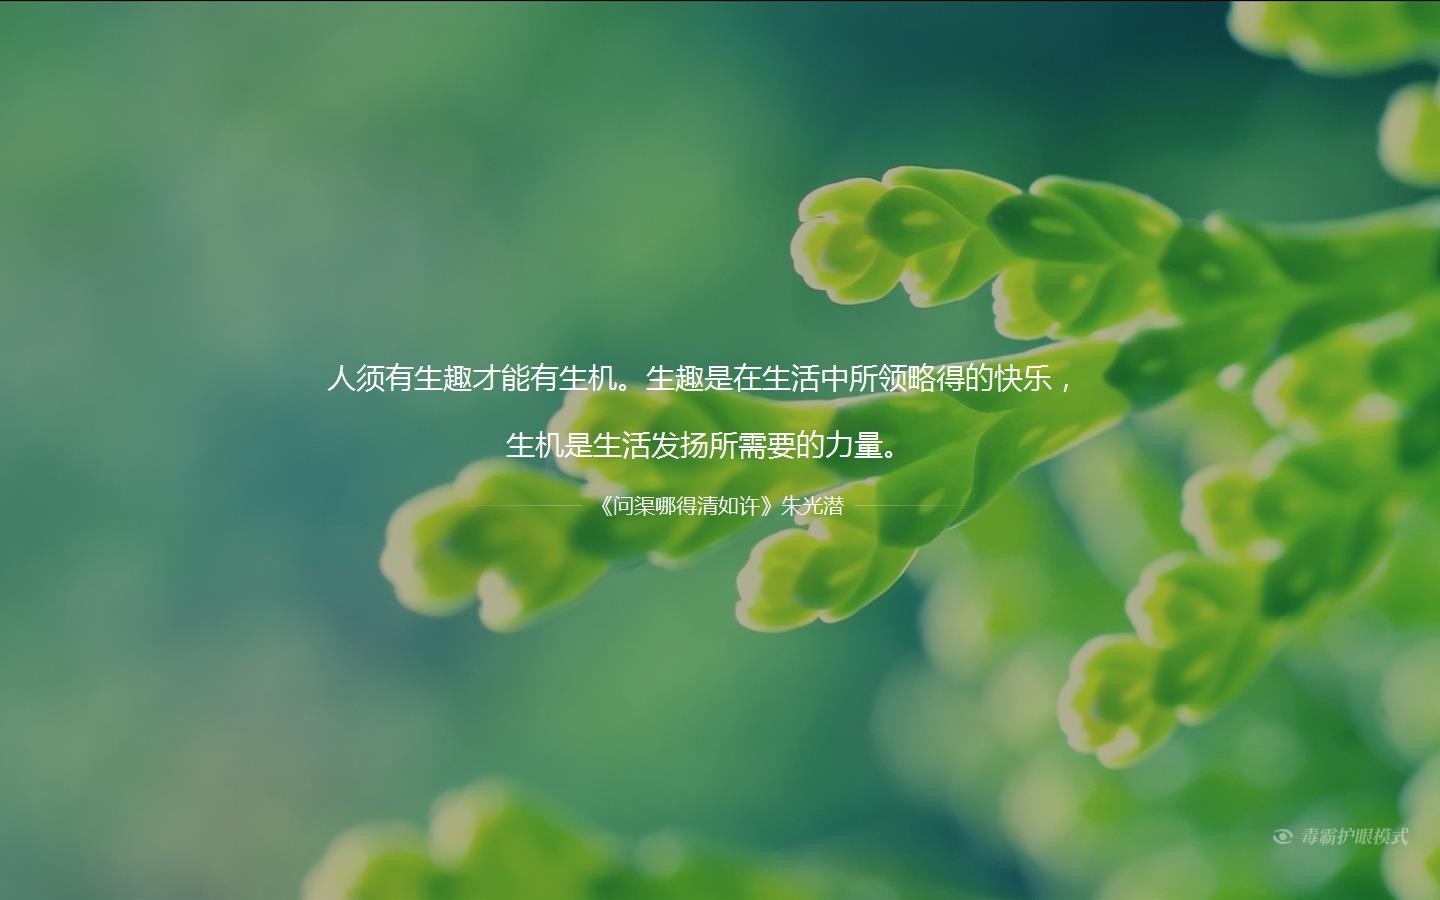 人须有生趣才能有生机。生趣是在生活中所领略得的快乐，
生机是生活发扬所需要的力量。
《问渠哪得清如许》朱光潜
毒霸护眼模式